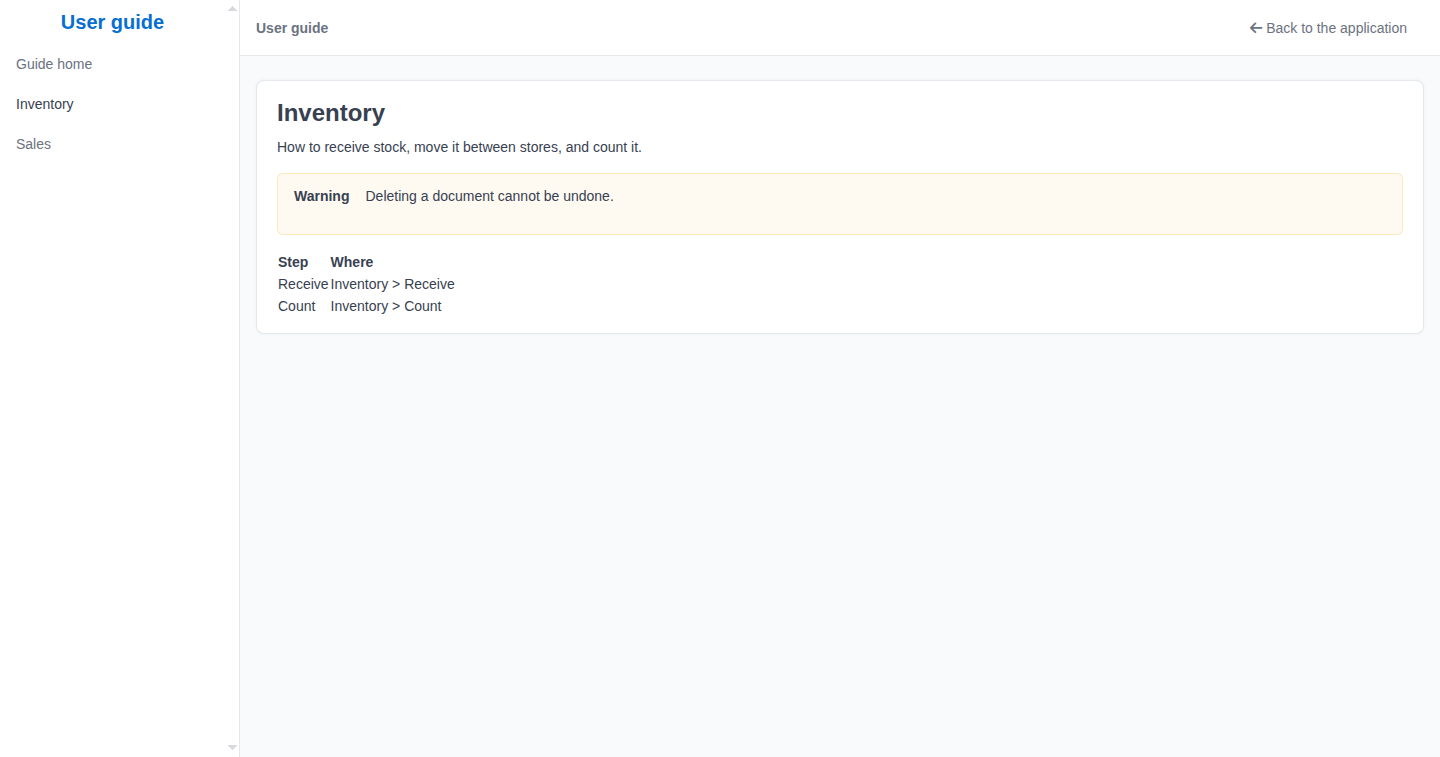 User guide
Guide home
Inventory
Sales
User guide
Back to the application
Inventory
How to receive stock, move it between stores, and count it.
Warning Deleting a document cannot be undone.
Step Where
Receive Inventory > Receive
Count Inventory > Count